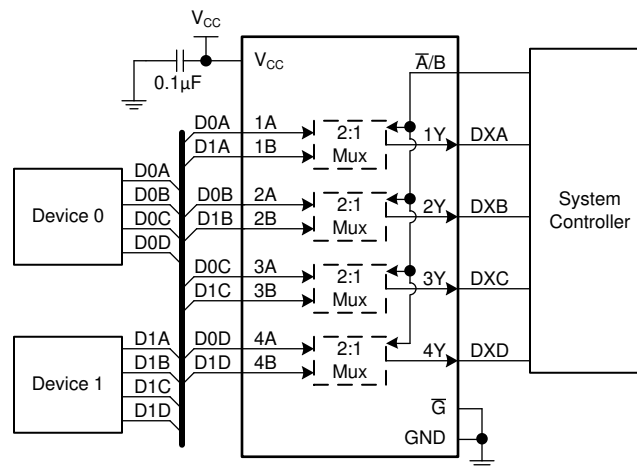 V_CC
0.1µF
V_CC
A̅/B
D0A 1A
D1A 1B
2:1
Mux
1Y DXA
D0B 2A
D1B 2B
2:1
Mux
2Y DXB
D0C 3A
D1C 3B
2:1
Mux
3Y DXC
D0D 4A
D1D 4B
2:1
Mux
4Y DXD
G̅
GND
Device 0
D0A
D0B
D0C
D0D
Device 1
D1A
D1B
D1C
D1D
System
Controller